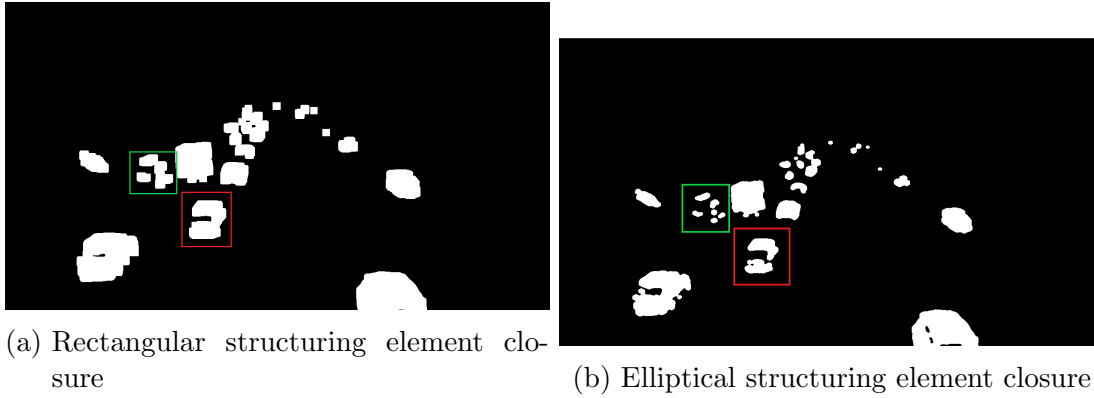 (a) Rectangular structuring element clo-
sure
(b) Elliptical structuring element closure